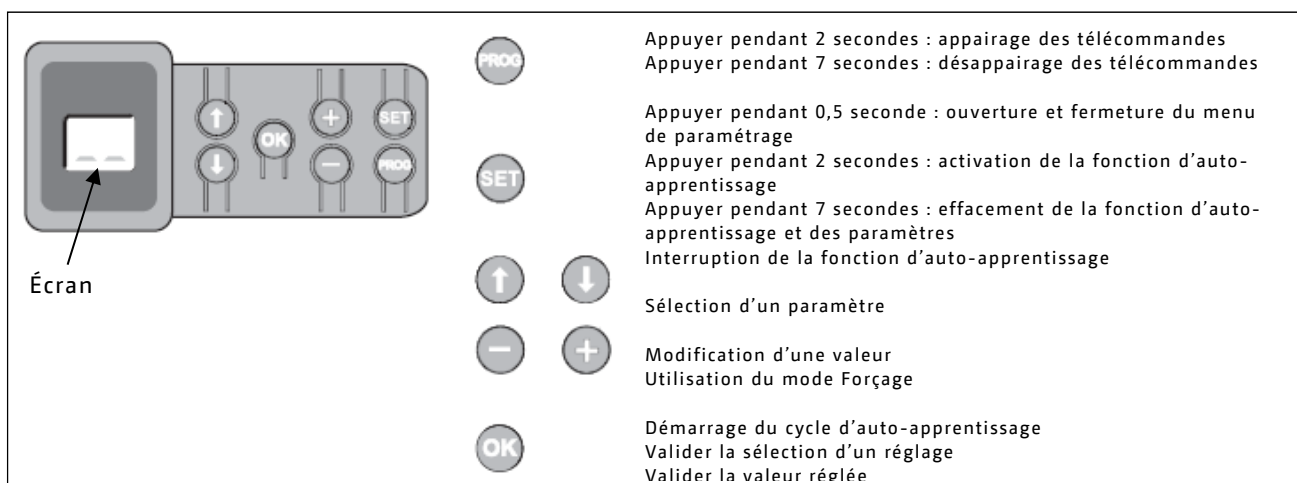 PROG
Appuyer pendant 2 secondes : appairage des télécommandes
Appuyer pendant 7 secondes : désappairage des télécommandes
SET
Appuyer pendant 0,5 seconde : ouverture et fermeture du menu
de paramétrage
Appuyer pendant 2 secondes : activation de la fonction d'auto-
apprentissage
Appuyer pendant 7 secondes : effacement de la fonction d'auto-
apprentissage et des paramètres
Interruption de la fonction d'auto-apprentissage
Sélection d'un paramètre
Modification d'une valeur
Utilisation du mode Forçage
OK
Démarrage du cycle d'auto-apprentissage
Valider la sélection d'un réglage
Valider la valeur réglée
OK
SET
PROG
Écran